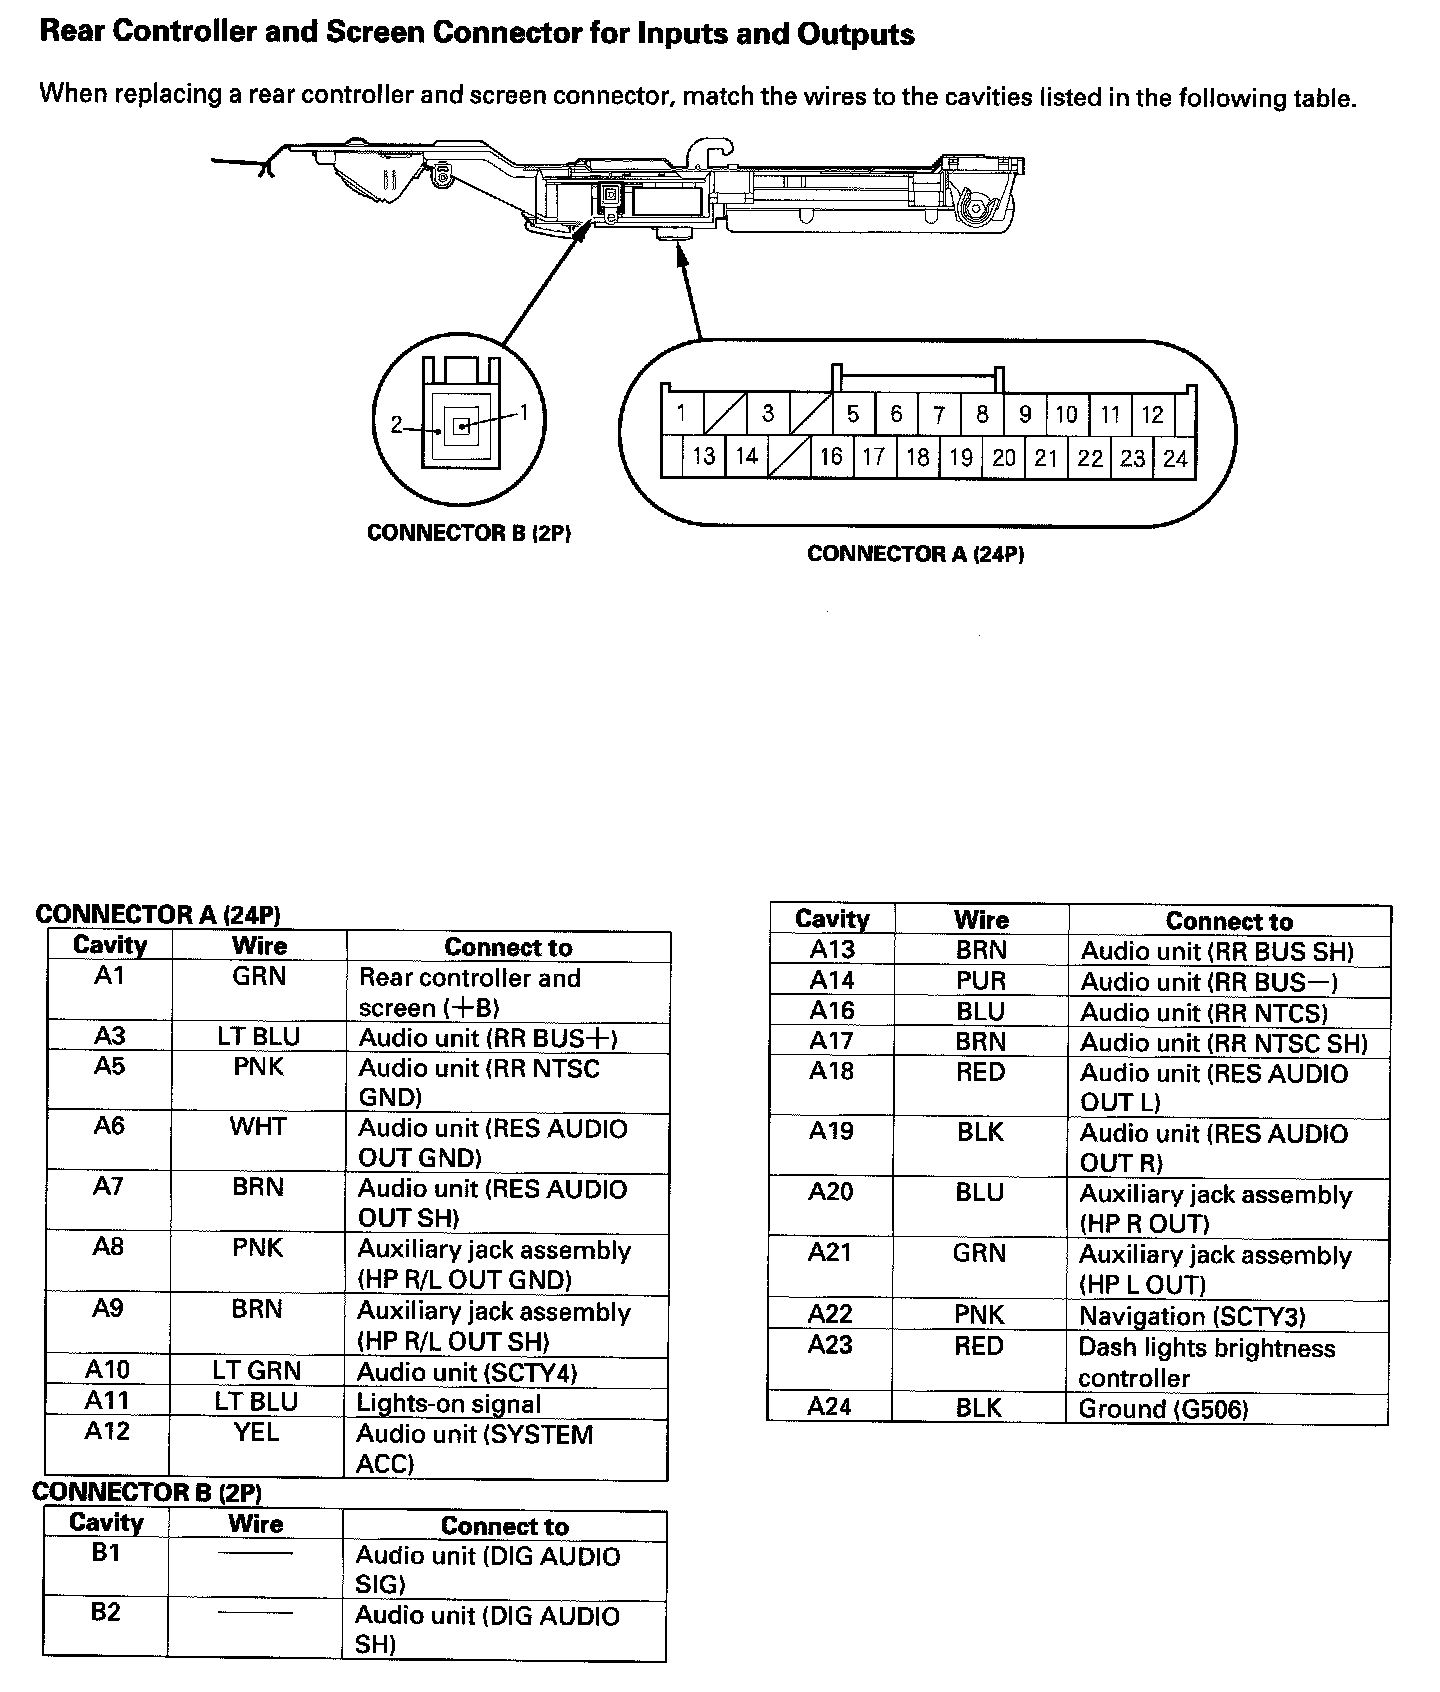 Rear Controller and Screen Connector for Inputs and Outputs
When replacing a rear controller and screen connector, match the wires to the cavities listed in the following table.
2
1
CONNECTOR B (2P)
1 3 5 6 7 8 9 10 11 12
13 14 16 17 18 19 20 21 22 23 24
CONNECTOR A (24P)
CONNECTOR A (24P)
Cavity Wire Connect to
A1 GRN Rear controller and
screen (+B)
A3 LT BLU Audio unit (RR BUS+)
A5 PNK Audio unit (RR NTSC
GND)
A6 WHT Audio unit (RES AUDIO
OUT GND)
A7 BRN Audio unit (RES AUDIO
OUT SH)
A8 PNK Auxiliary jack assembly
(HP R/L OUT GND)
A9 BRN Auxiliary jack assembly
(HP R/L OUT SH)
A10 LT GRN Audio unit (SCTY4)
A11 LT BLU Lights-on signal
A12 YEL Audio unit (SYSTEM
ACC)
CONNECTOR B (2P)
Cavity Wire Connect to
B1 —— Audio unit (DIG AUDIO
SIG)
B2 —— Audio unit (DIG AUDIO
SH)
Cavity Wire Connect to
A13 BRN Audio unit (RR BUS SH)
A14 PUR Audio unit (RR BUS—)
A16 BLU Audio unit (RR NTCS)
A17 BRN Audio unit (RR NTSC SH)
A18 RED Audio unit (RES AUDIO
OUT L)
A19 BLK Audio unit (RES AUDIO
OUT R)
A20 BLU Auxiliary jack assembly
(HP R OUT)
A21 GRN Auxiliary jack assembly
(HP L OUT)
A22 PNK Navigation (SCTY3)
A23 RED Dash lights brightness
controller
A24 BLK Ground (G506)